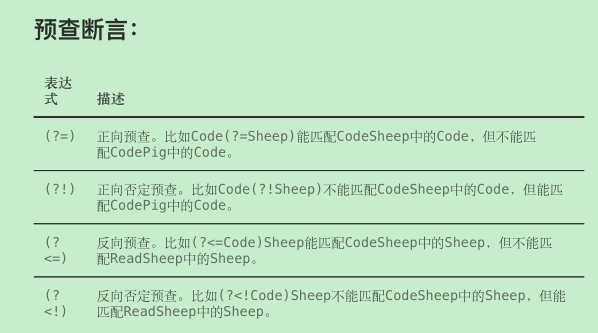 预查断言：
表达
式 描述
(?=) 正向预查。比如Code(?=Sheep)能匹配CodeSheep中的Code，但不能匹
配CodePig中的Code。
(?!) 正向否定预查。比如Code(?!Sheep)不能匹配CodeSheep中的Code，但能匹
配CodePig中的Code。
(? 反向预查。比如(?<=Code)Sheep能匹配CodeSheep中的Sheep，但不能匹
<=) 配ReadSheep中的Sheep。
(? 反向否定预查。比如(?<!Code)Sheep不能匹配CodeSheep中的Sheep，但能
<!) 匹配ReadSheep中的Sheep。